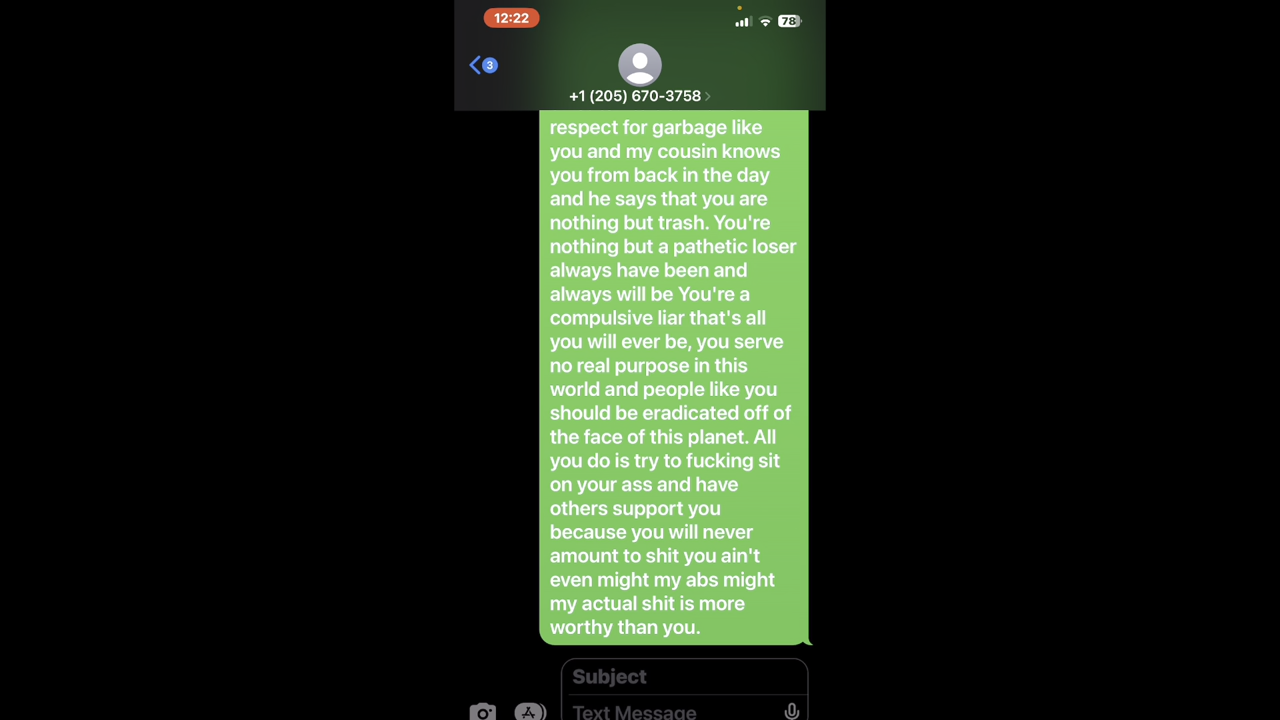 12:22
78
3
+1 (205) 670-3758
respect for garbage like
you and my cousin knows
you from back in the day
and he says that you are
nothing but trash. You're
nothing but a pathetic loser
always have been and
always will be You're a
compulsive liar that's all
you will ever be, you serve
no real purpose in this
world and people like you
should be eradicated off of
the face of this planet. All
you do is try to fucking sit
on your ass and have
others support you
because you will never
amount to shit you ain't
even might my abs might
my actual shit is more
worthy than you.
Subject
Text Message